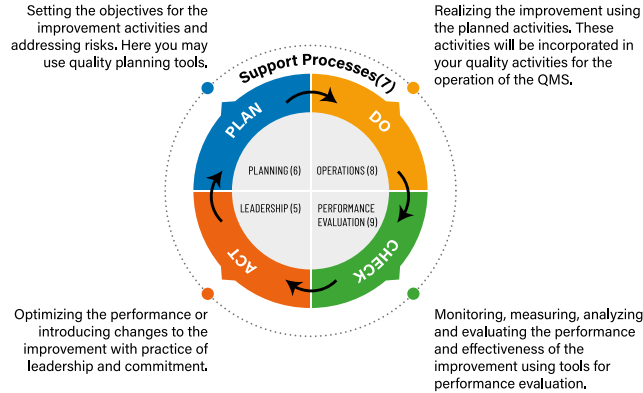 Setting the objectives for the
improvement activities and
addressing risks. Here you may
use quality planning tools.
Realizing the improvement using
the planned activities. These
activities will be incorporated in
your quality activities for the
operation of the QMS.
Support Processes(7)
PLAN
DO
PLANNING (6)
OPERATIONS (8)
LEADERSHIP (5)
PERFORMANCE
EVALUATION (9)
ACT
CHECK
Optimizing the performance or
introducing changes to the
improvement with practice of
leadership and commitment.
Monitoring, measuring, analyzing
and evaluating the performance
and effectiveness of the
improvement using tools for
performance evaluation.